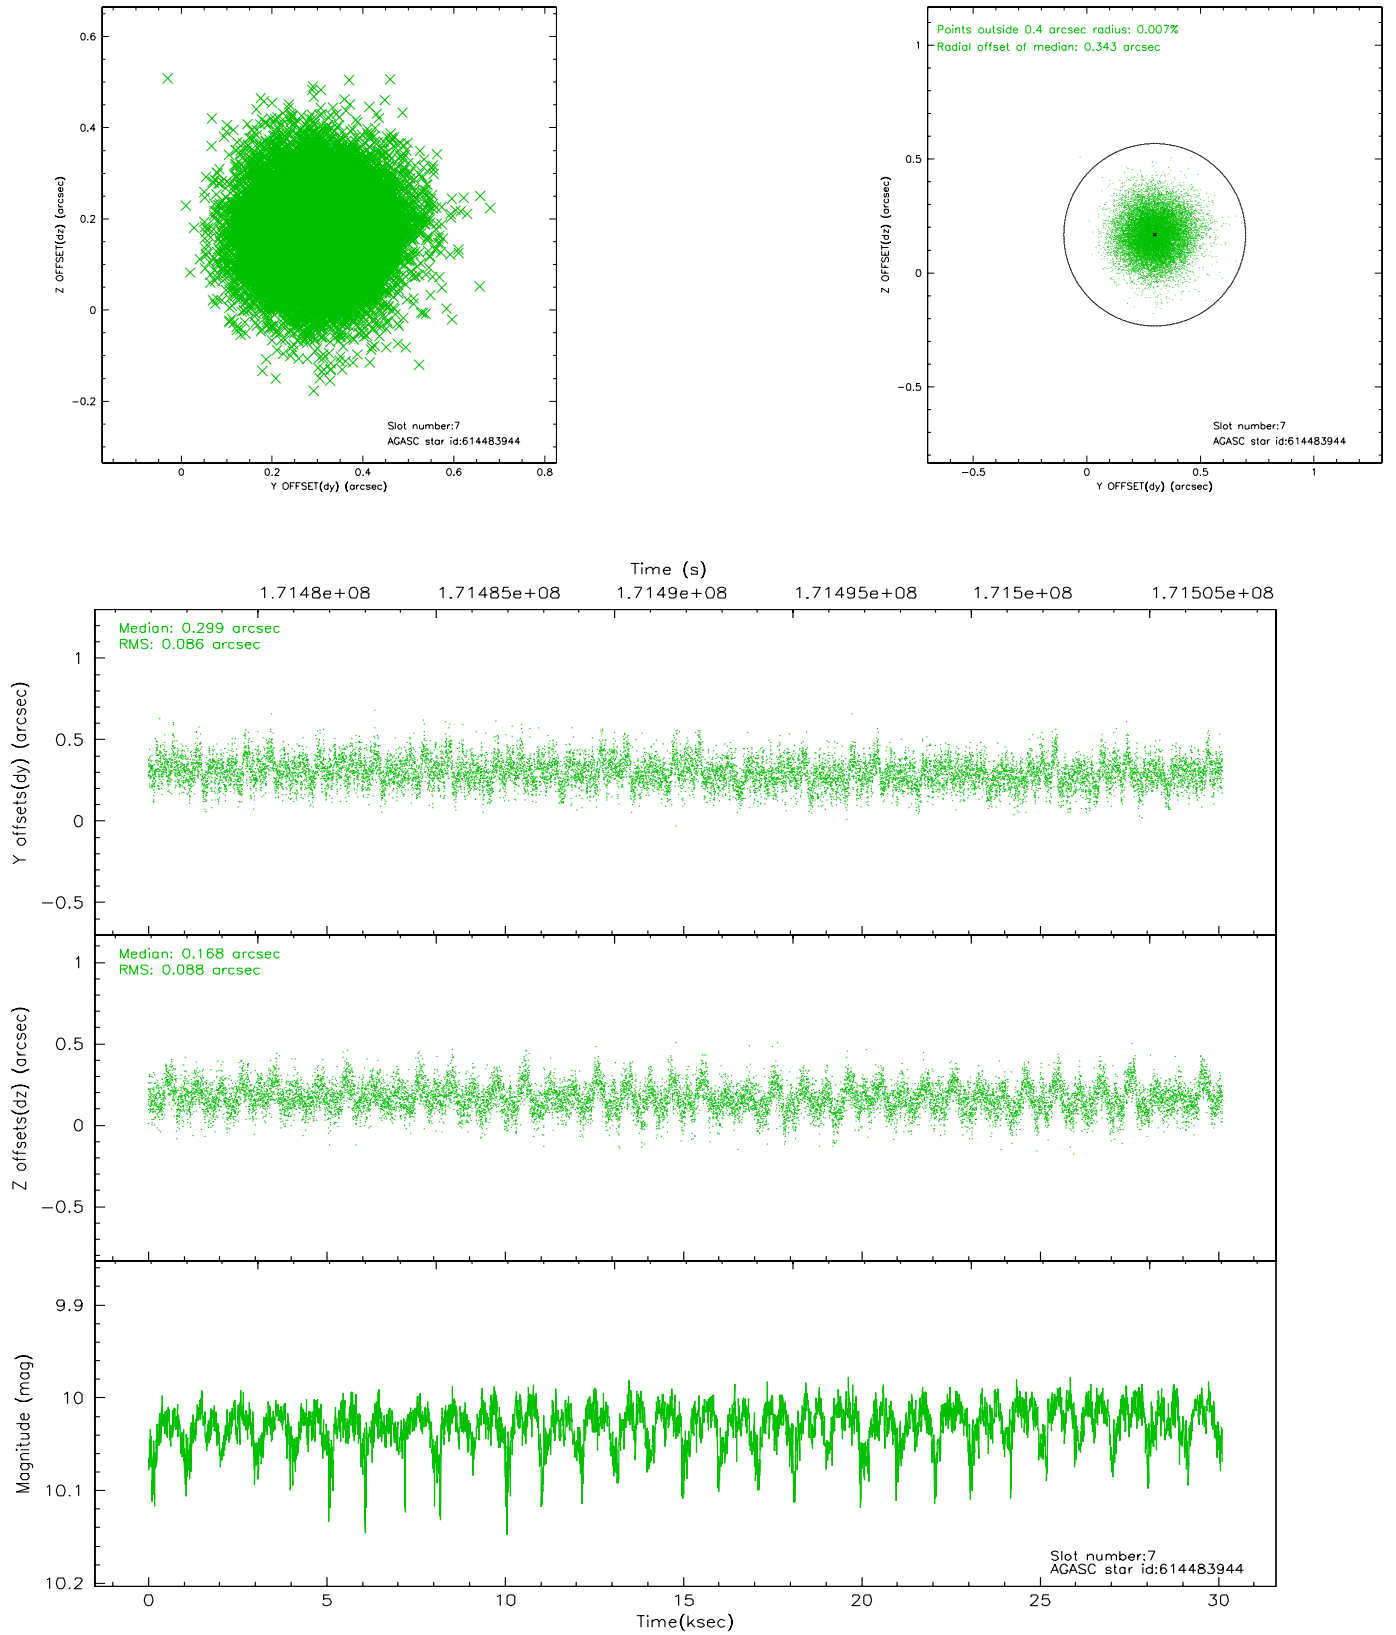 0.6
0.4
0.2
0
−0.2
Z OFFSET(dz) (arcsec)
Slot number:7
AGASC star id:614483944
0 0.2 0.4 0.6 0.8
Y OFFSET(dy) (arcsec)
Points outside 0.4 arcsec radius: 0.007%
Radial offset of median: 0.343 arcsec
1
0.5
0
−0.5
Z OFFSET(dz) (arcsec)
Slot number:7
AGASC star id:614483944
−0.5 0 0.5 1
Y OFFSET(dy) (arcsec)
Time (s)
1.7148e+08 1.71485e+08 1.7149e+08 1.71495e+08 1.715e+08 1.71505e+08
Median: 0.299 arcsec
RMS: 0.086 arcsec
1
0.5
0
−0.5
Y offsets(dy) (arcsec)
Median: 0.168 arcsec
RMS: 0.088 arcsec
1
0.5
0
−0.5
Z offsets(dz) (arcsec)
9.9
10
10.1
10.2
Magnitude (mag)
Slot number:7
AGASC star id:614483944
0 5 10 15 20 25 30
Time(ksec)